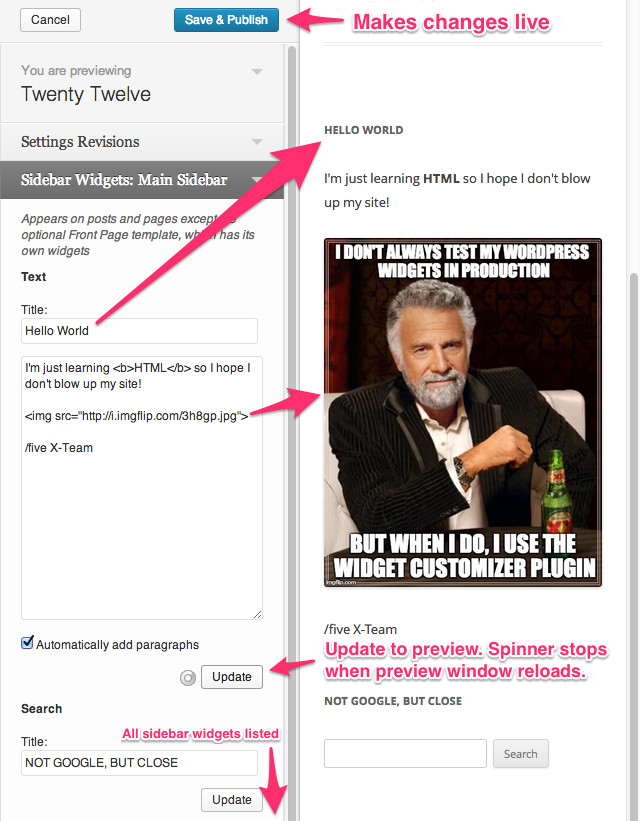 Cancel
Save & Publish
Makes changes live
You are previewing
Twenty Twelve
Settings Revisions
Sidebar Widgets: Main Sidebar
Appears on posts and pages except
optional Front Page template, which has its
own widgets
Text
Title:
Hello World
I'm just learning <b>HTML</b> so I hope I
don't blow up my site!
<img src="http://i.imgflip.com/3h8gp.jpg">
/five X-Team
Automatically add paragraphs
Update
Search
All sidebar widgets listed
Title:
NOT GOOGLE, BUT CLOSE
Update
HELLO WORLD
I'm just learning HTML so I hope I don't blow
up my site!
I DON'T ALWAYS TEST MY WORDPRESS
WIDGETS IN PRODUCTION
BUT WHEN I DO, I USE THE
WIDGET CUSTOMIZER PLUGIN
imgflip.com
/five X-Team
Update to preview. Spinner stops
when preview window reloads.
NOT GOOGLE, BUT CLOSE
Search